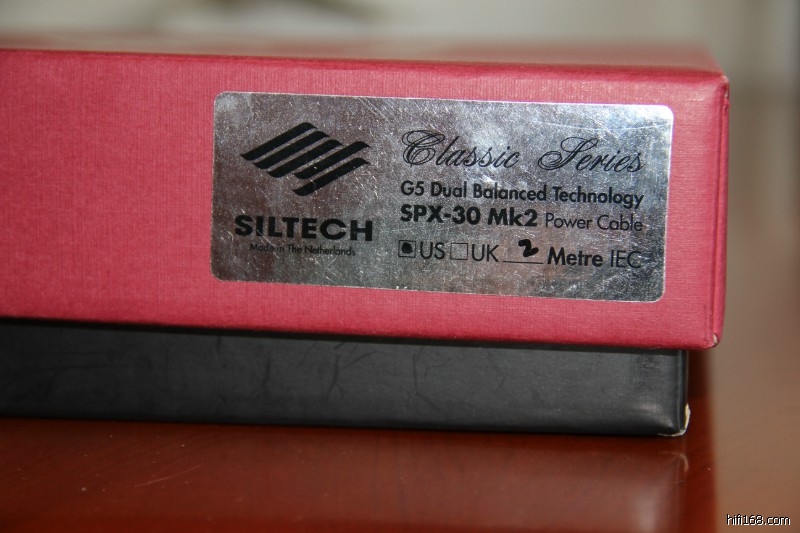 SILTECH
Made in The Netherlands
Classic Series
G5 Dual Balanced Technology
SPX-30 Mk2 Power Cable
US UK 2 Metre IEC
hifi168.com